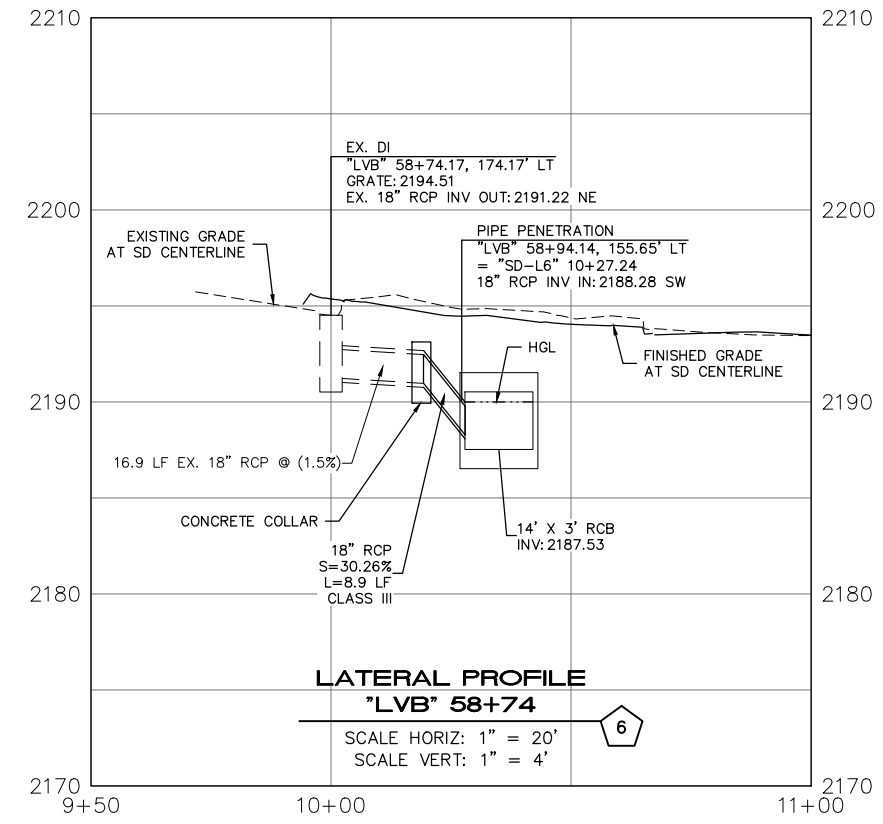 2210
2210
EX. DI
"LVB" 58+74.17, 174.17' LT
GRATE: 2194.51
EX. 18" RCP INV OUT: 2191.22 NE
2200
2200
EXISTING GRADE
AT SD CENTERLINE
PIPE PENETRATION
"LVB" 58+94.14, 155.65' LT
= "SD-L6" 10+27.24
18" RCP INV IN: 2188.28 SW
HGL
FINISHED GRADE
AT SD CENTERLINE
2190
2190
16.9 LF EX. 18" RCP @ (1.5%)
CONCRETE COLLAR
14' X 3' RCB
INV: 2187.53
18" RCP
S=30.26%
L=8.9 LF
CLASS III
2180
2180
LATERAL PROFILE
"LVB" 58+74
6
SCALE HORIZ: 1" = 20'
SCALE VERT: 1" = 4'
2170
2170
9+50
10+00
11+00